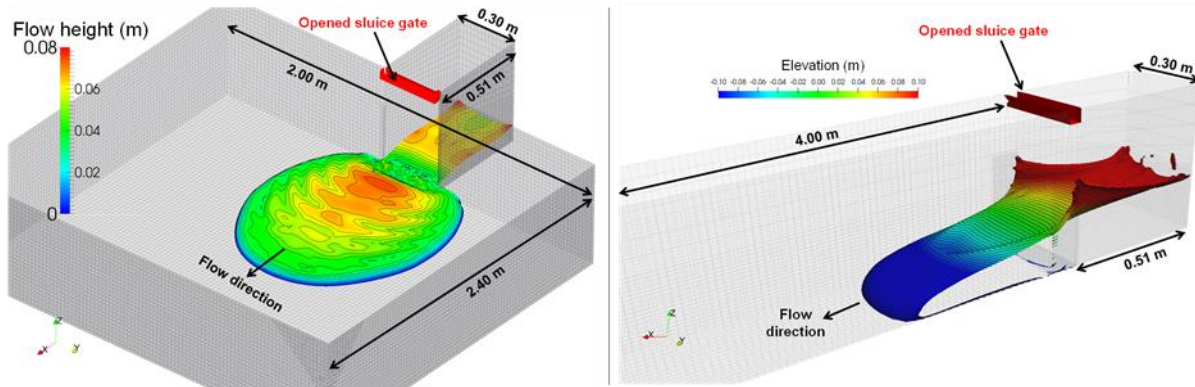 Flow height (m)
0.08
0.06
0.04
0.02
0
Opened sluice gate
0.30 m
0.51 m
2.00 m
Flow direction
2.40 m
Z
X
Y
Opened sluice gate
Elevation (m)
-0.10 -0.08 -0.06 -0.04 -0.02 0.00 0.02 0.04 0.06 0.08 0.10
0.30 m
4.00 m
0.51 m
Flow
direction
Z
X
Y